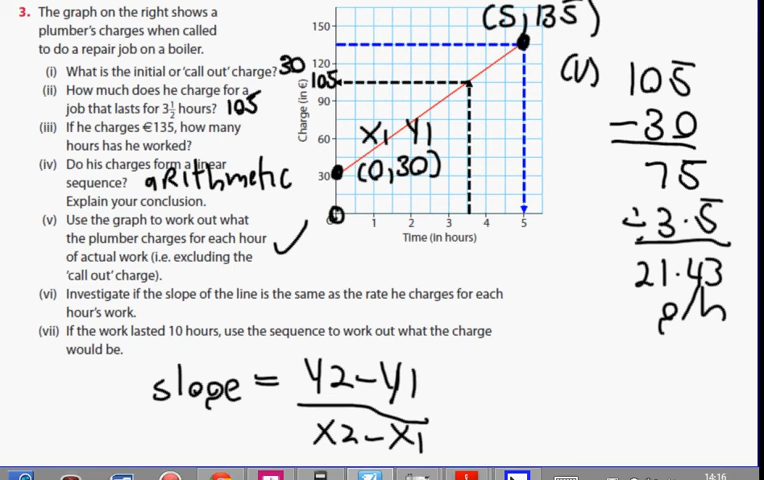 3. The graph on the right shows a
plumber's charges when called
to do a repair job on a boiler.
(i) What is the initial or 'call out' charge? 30
(ii) How much does he charge for a
job that lasts for 3½ hours? 105
(iii) If he charges €135, how many
hours has he worked?
(iv) Do his charges form a linear
sequence? aRithmetic
Explain your conclusion.
(v) Use the graph to work out what
the plumber charges for each hour
of actual work (i.e. excluding the
'call out' charge).
(vi) Investigate if the slope of the line is the same as the rate he charges for each
hour's work.
(vii) If the work lasted 10 hours, use the sequence to work out what the charge
would be.
(5, 135)
150
120
105
90
60
30
0
Charge (in €)
X1 Y1
(0,30)
1 2 3 4 5
Time (in hours)
(V) 105
-30
75
÷3.5
21.43
p/h
slope = Y2-Y1
X2-X1
14:16